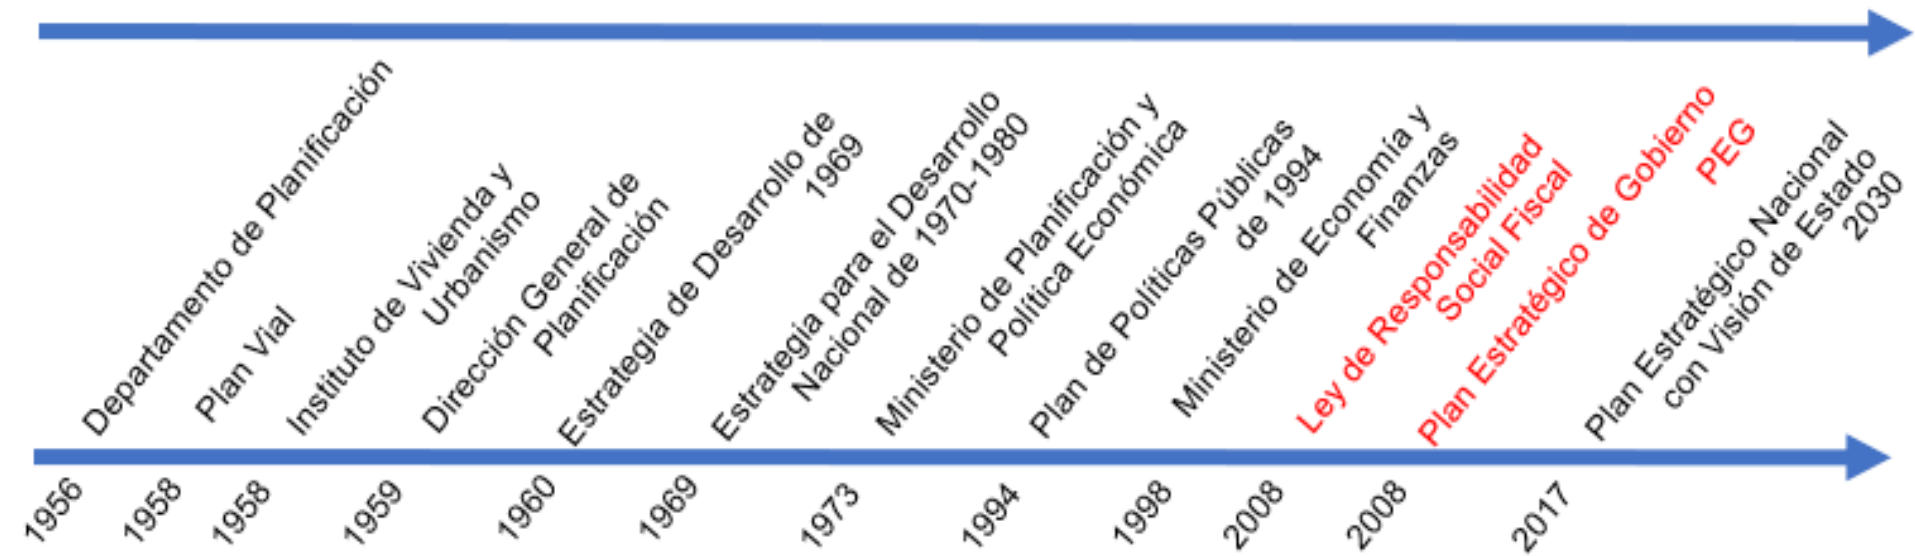 Departamento de Planificación
Plan Vial
Instituto de Vivienda y
Urbanismo
Dirección General de
Planificación
Estrategia de Desarrollo de
1969
Estrategia para el Desarrollo
Nacional de 1970-1980
Ministerio de Planificación y
Política Económica
Plan de Políticas Públicas
de 1994
Ministerio de Economía y
Finanzas
Ley de Responsabilidad
Social Fiscal
Plan Estratégico de Gobierno
PEG
Plan Estratégico Nacional
con Visión de Estado
2030
1956
1958
1958
1959
1960
1969
1973
1994
1998
2008
2008
2017